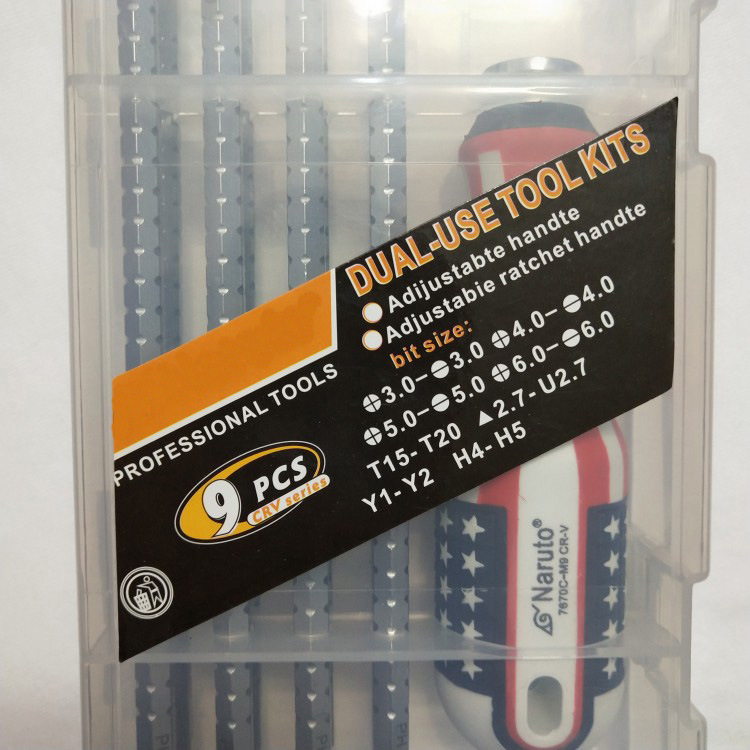 DUAL-USE TOOL KITS
Adijustabte handte
Adjustabie ratchet handte
bit size:
⊕3.0-⊖3.0 ⊕4.0-⊖4.0
⊕5.0-⊖5.0 ⊕6.0-⊖6.0
T15-T20 ▲2.7-U2.7
Y1-Y2 H4-H5
PROFESSIONAL TOOLS
9 PCS
CRV series
Naruto®
7670C-M9 CR-V